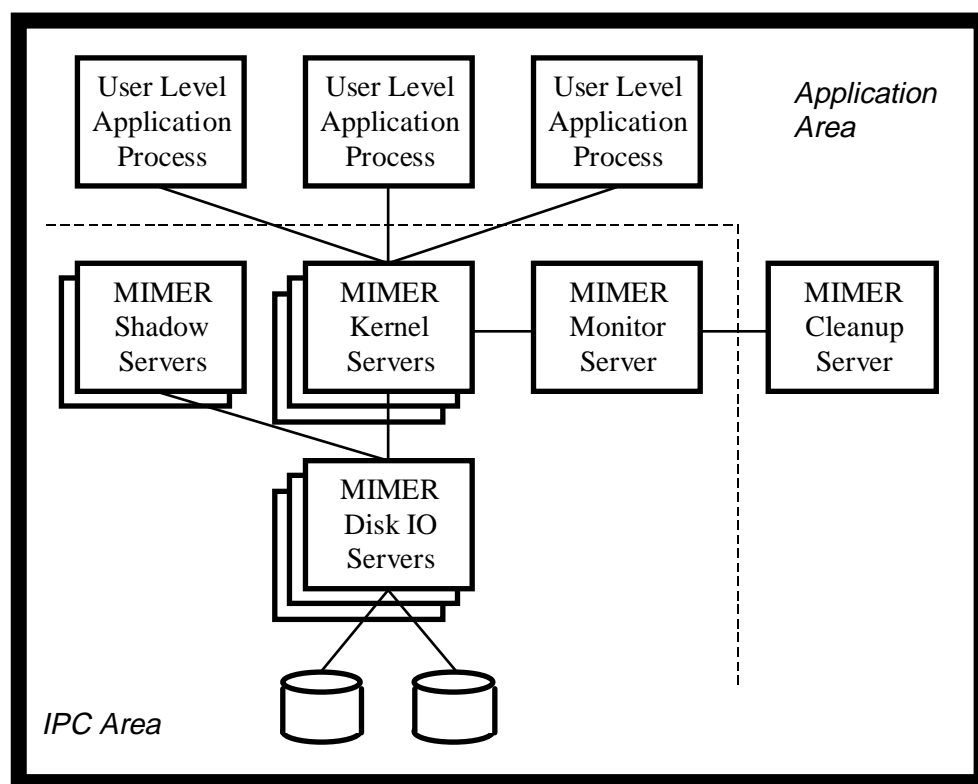 User Level
Application
Process
User Level
Application
Process
User Level
Application
Process
Application
Area
MIMER
Shadow
Servers
MIMER
Kernel
Servers
MIMER
Monitor
Server
MIMER
Cleanup
Server
MIMER
Disk IO
Servers
IPC Area